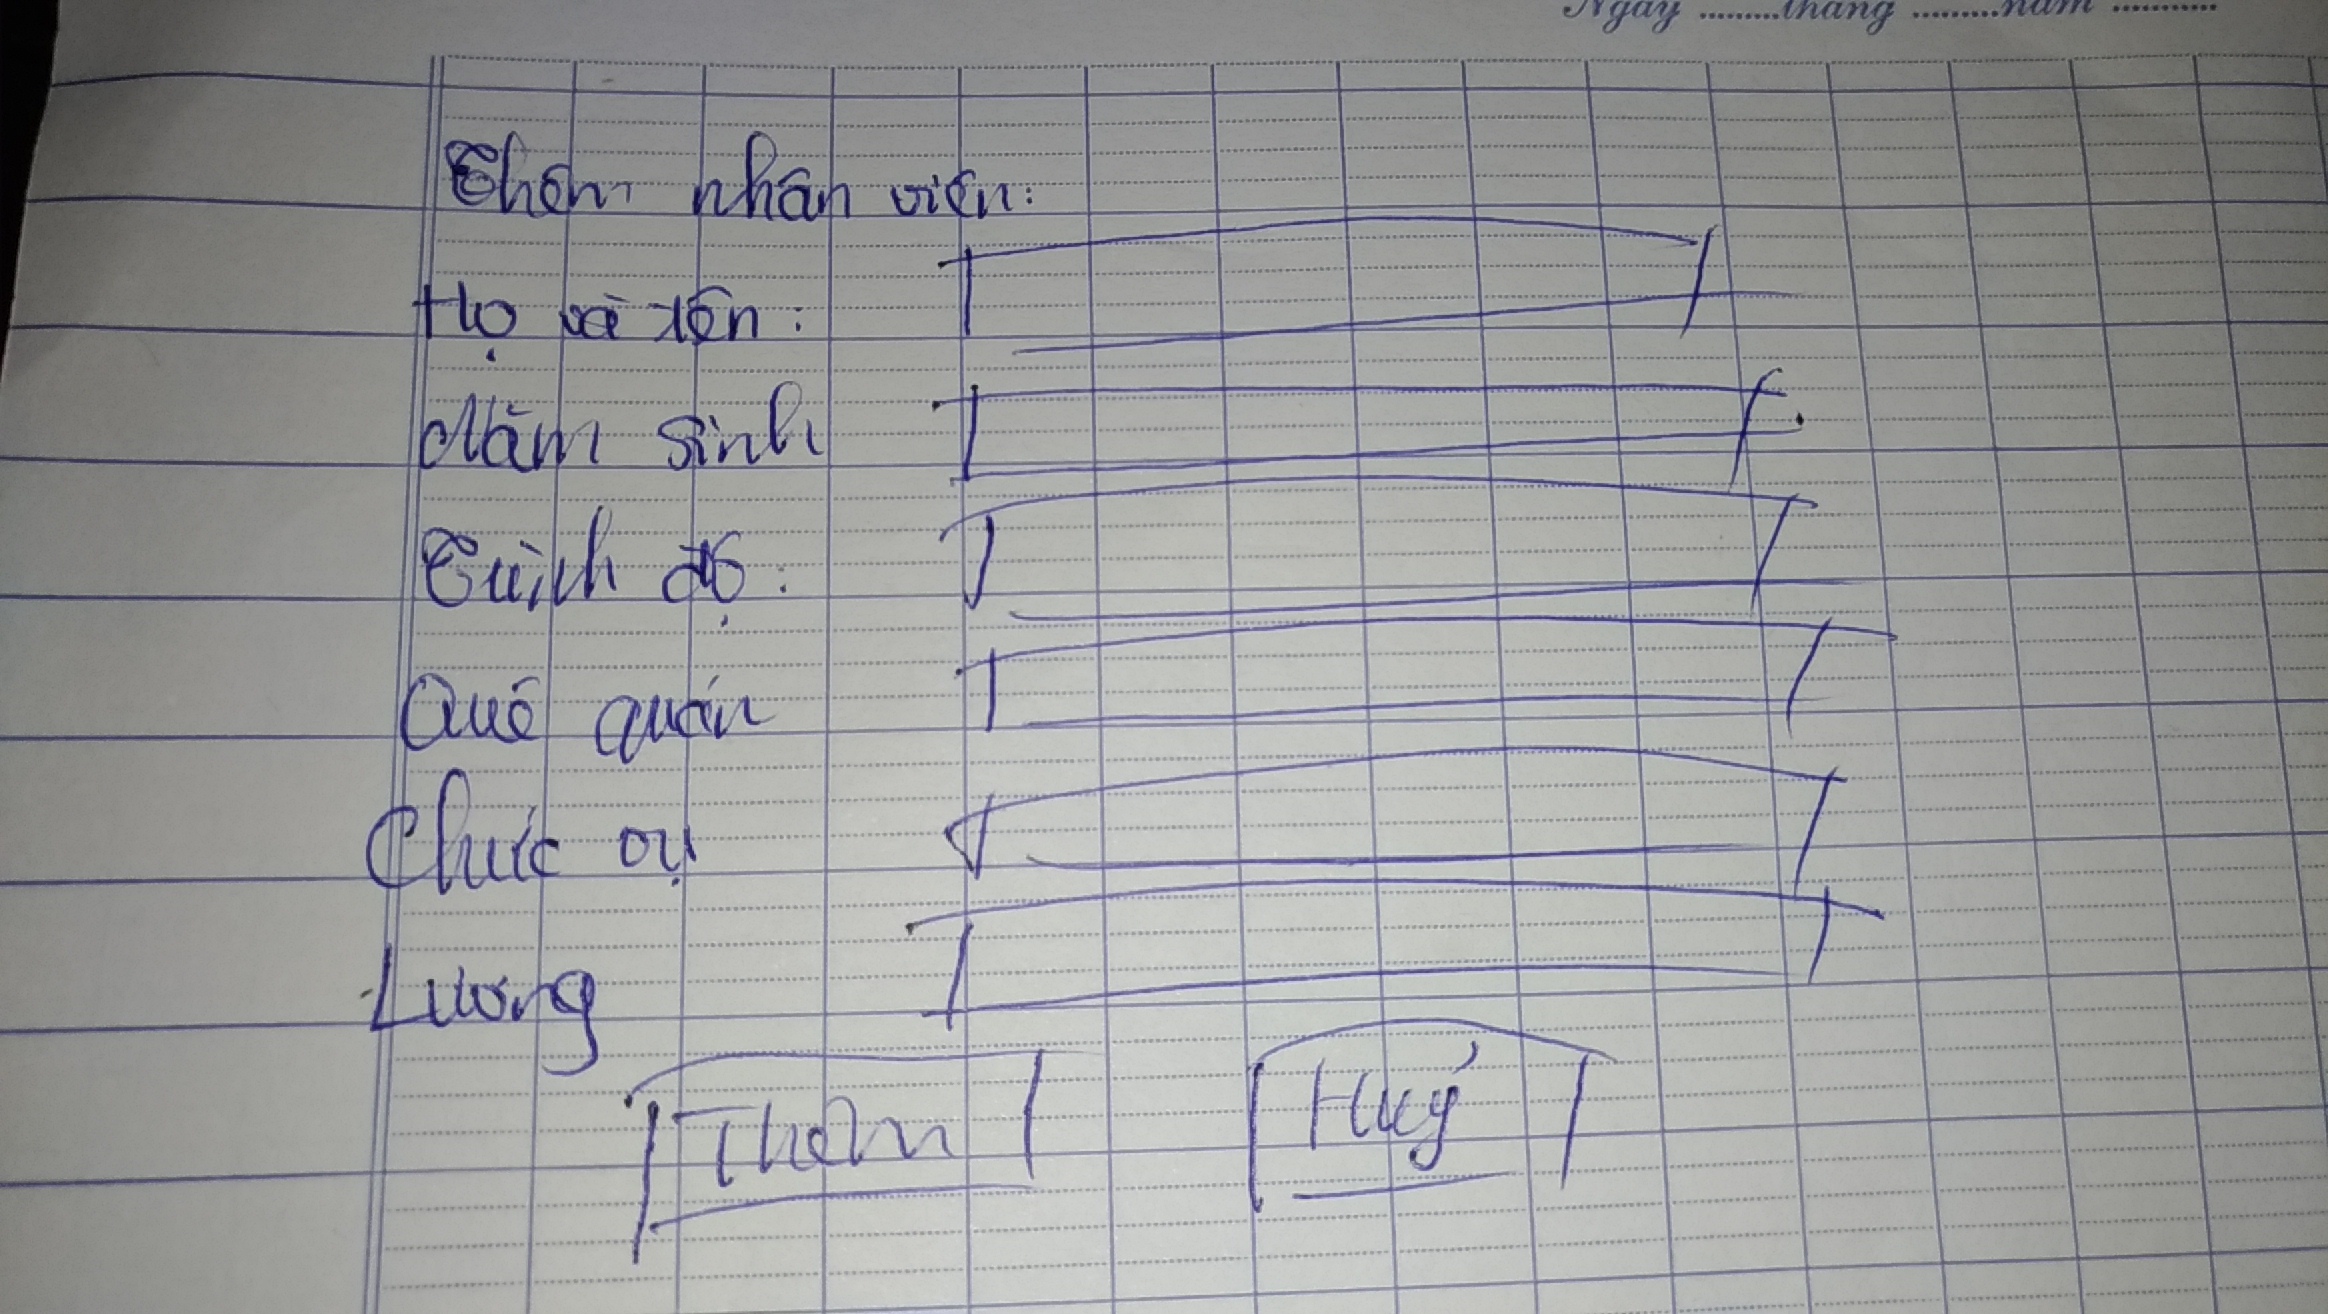 Ngày .........tháng .........năm ...........
Thêm nhân viên:
Họ và tên:
Năm sinh
Trình độ:
Quê quán
Chức vụ
Lương
Thêm Huỷ